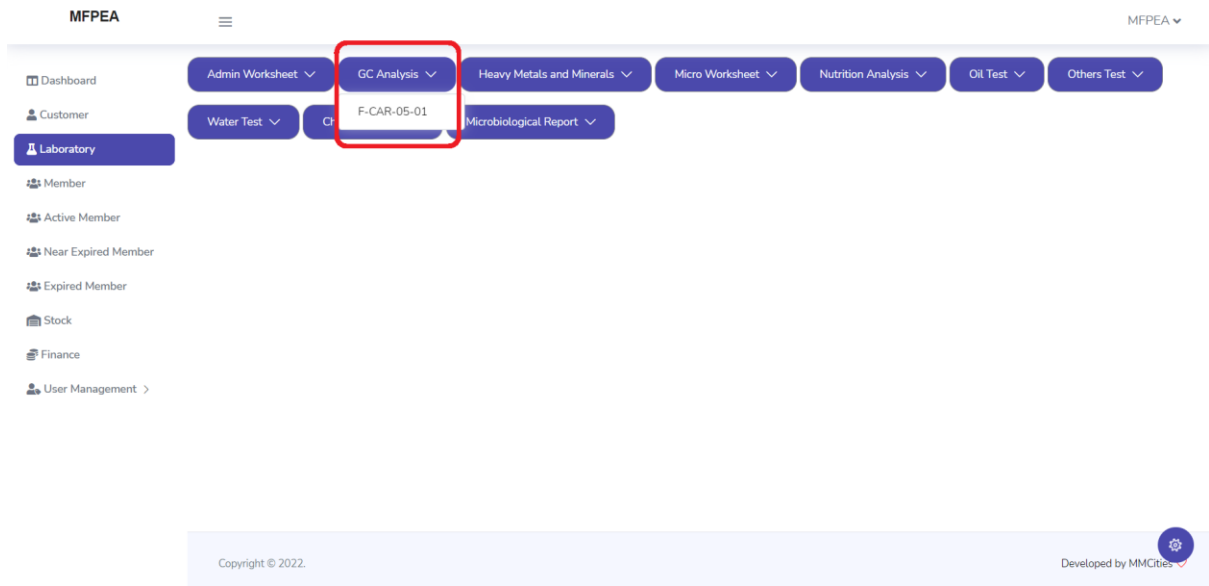 MFPEA
MFPEA
Dashboard
Customer
Laboratory
Member
Active Member
Near Expired Member
Expired Member
Stock
Finance
User Management
Admin Worksheet
GC Analysis
Heavy Metals and Minerals
Micro Worksheet
Nutrition Analysis
Oil Test
Others Test
F-CAR-05-01
Water Test
Microbiological Report
Copyright © 2022.
Developed by MMCities